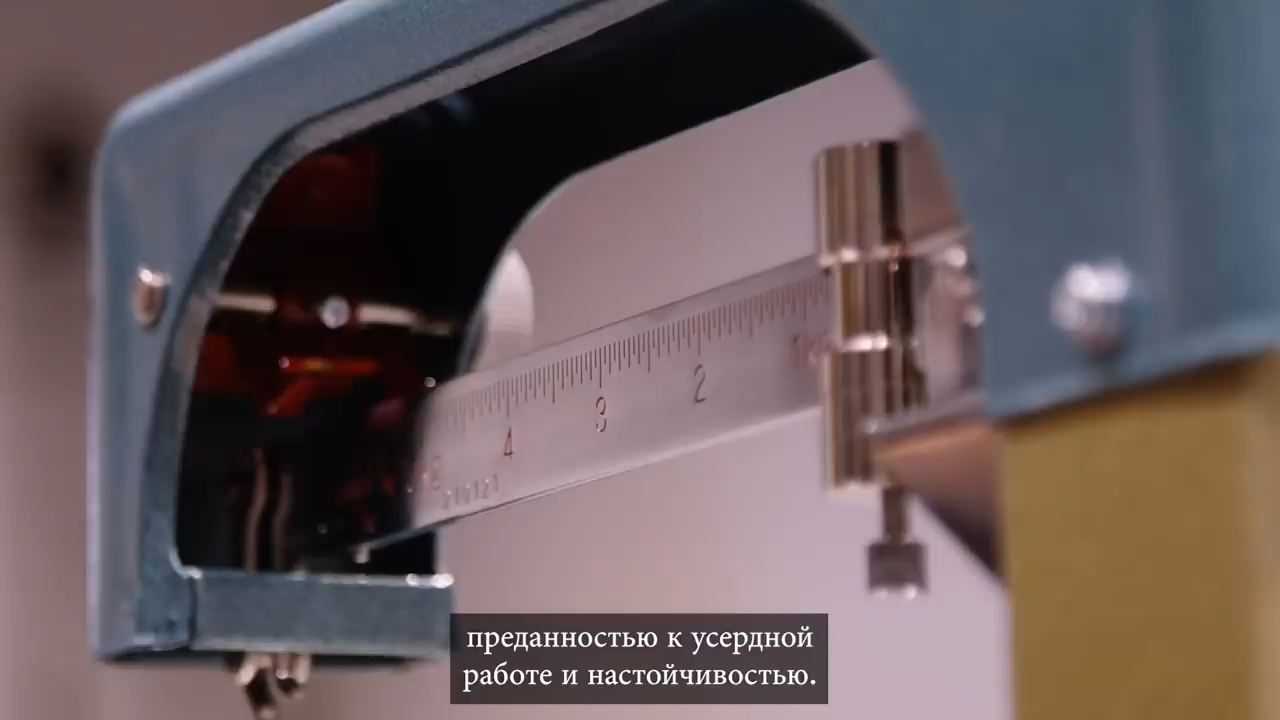 2
3
4
преданностью к усердной
работе и настойчивостью.